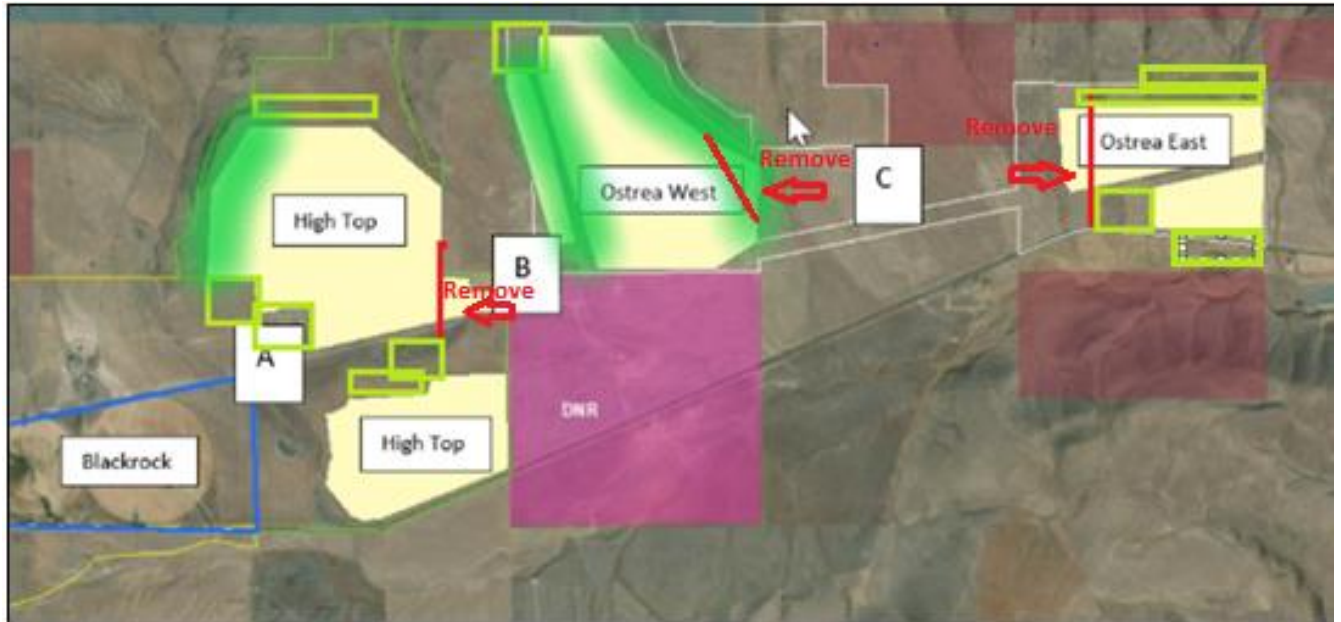 Remove
Ostrea East
Remove
C
Ostrea West
High Top
B
Remove
A
DNR
High Top
Blackrock